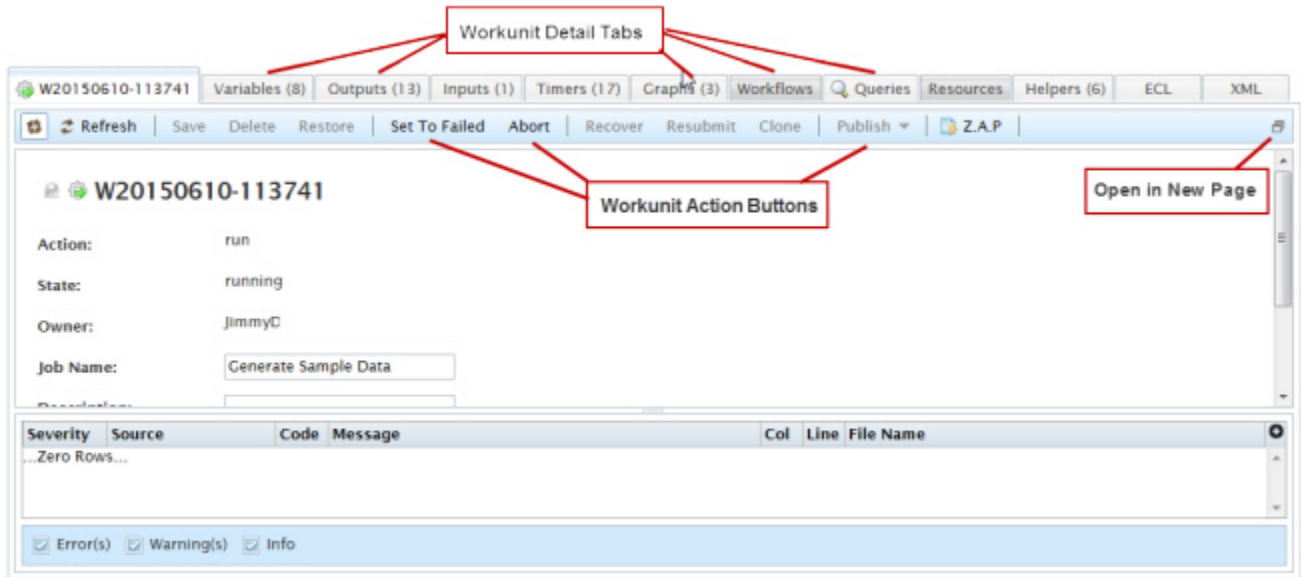 Workunit Detail Tabs
W20150610-113741 Variables (8) Outputs (13) Inputs (1) Timers (17) Graphs (3) Workflows Queries Resources Helpers (6) ECL XML
Refresh Save Delete Restore Set To Failed Abort Recover Resubmit Clone Publish Z.A.P
W20150610-113741
Workunit Action Buttons
Open in New Page
Action: run
State: running
Owner: JimmyD
Job Name: Generate Sample Data
Description:
Severity Source Code Message Col Line File Name
...Zero Rows...
Error(s) Warning(s) Info